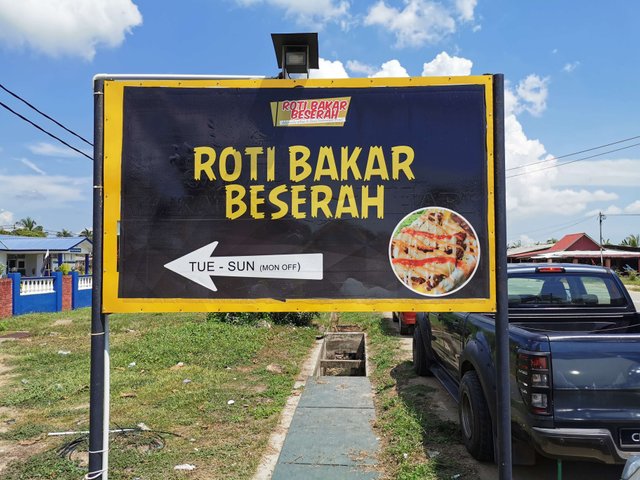 ROTI BAKAR
BESERAH
ROTI BAKAR
BESERAH
TUE - SUN (MON OFF)